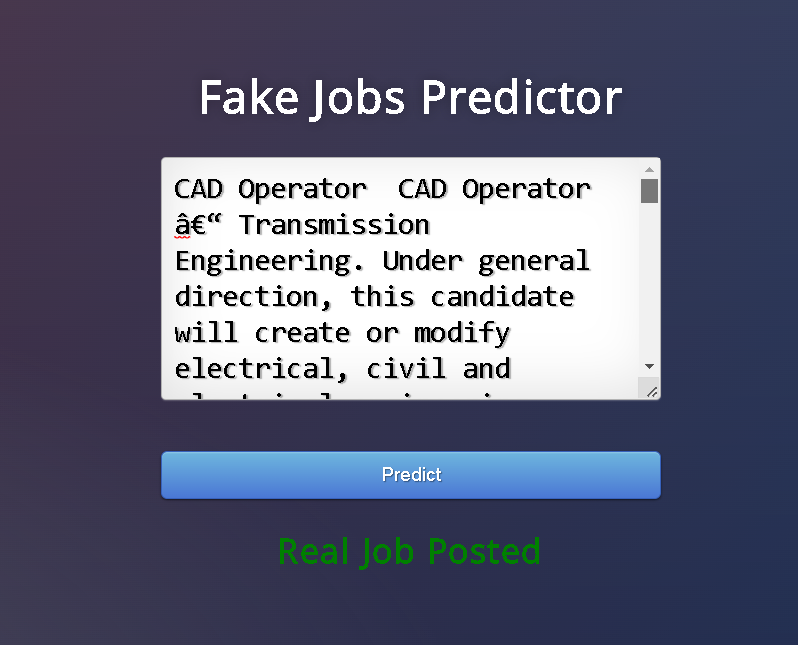 Fake Jobs Predictor
CAD Operator  CAD Operator
â€“ Transmission
Engineering. Under general
direction, this candidate
will create or modify
electrical, civil and
Predict
Real Job Posted